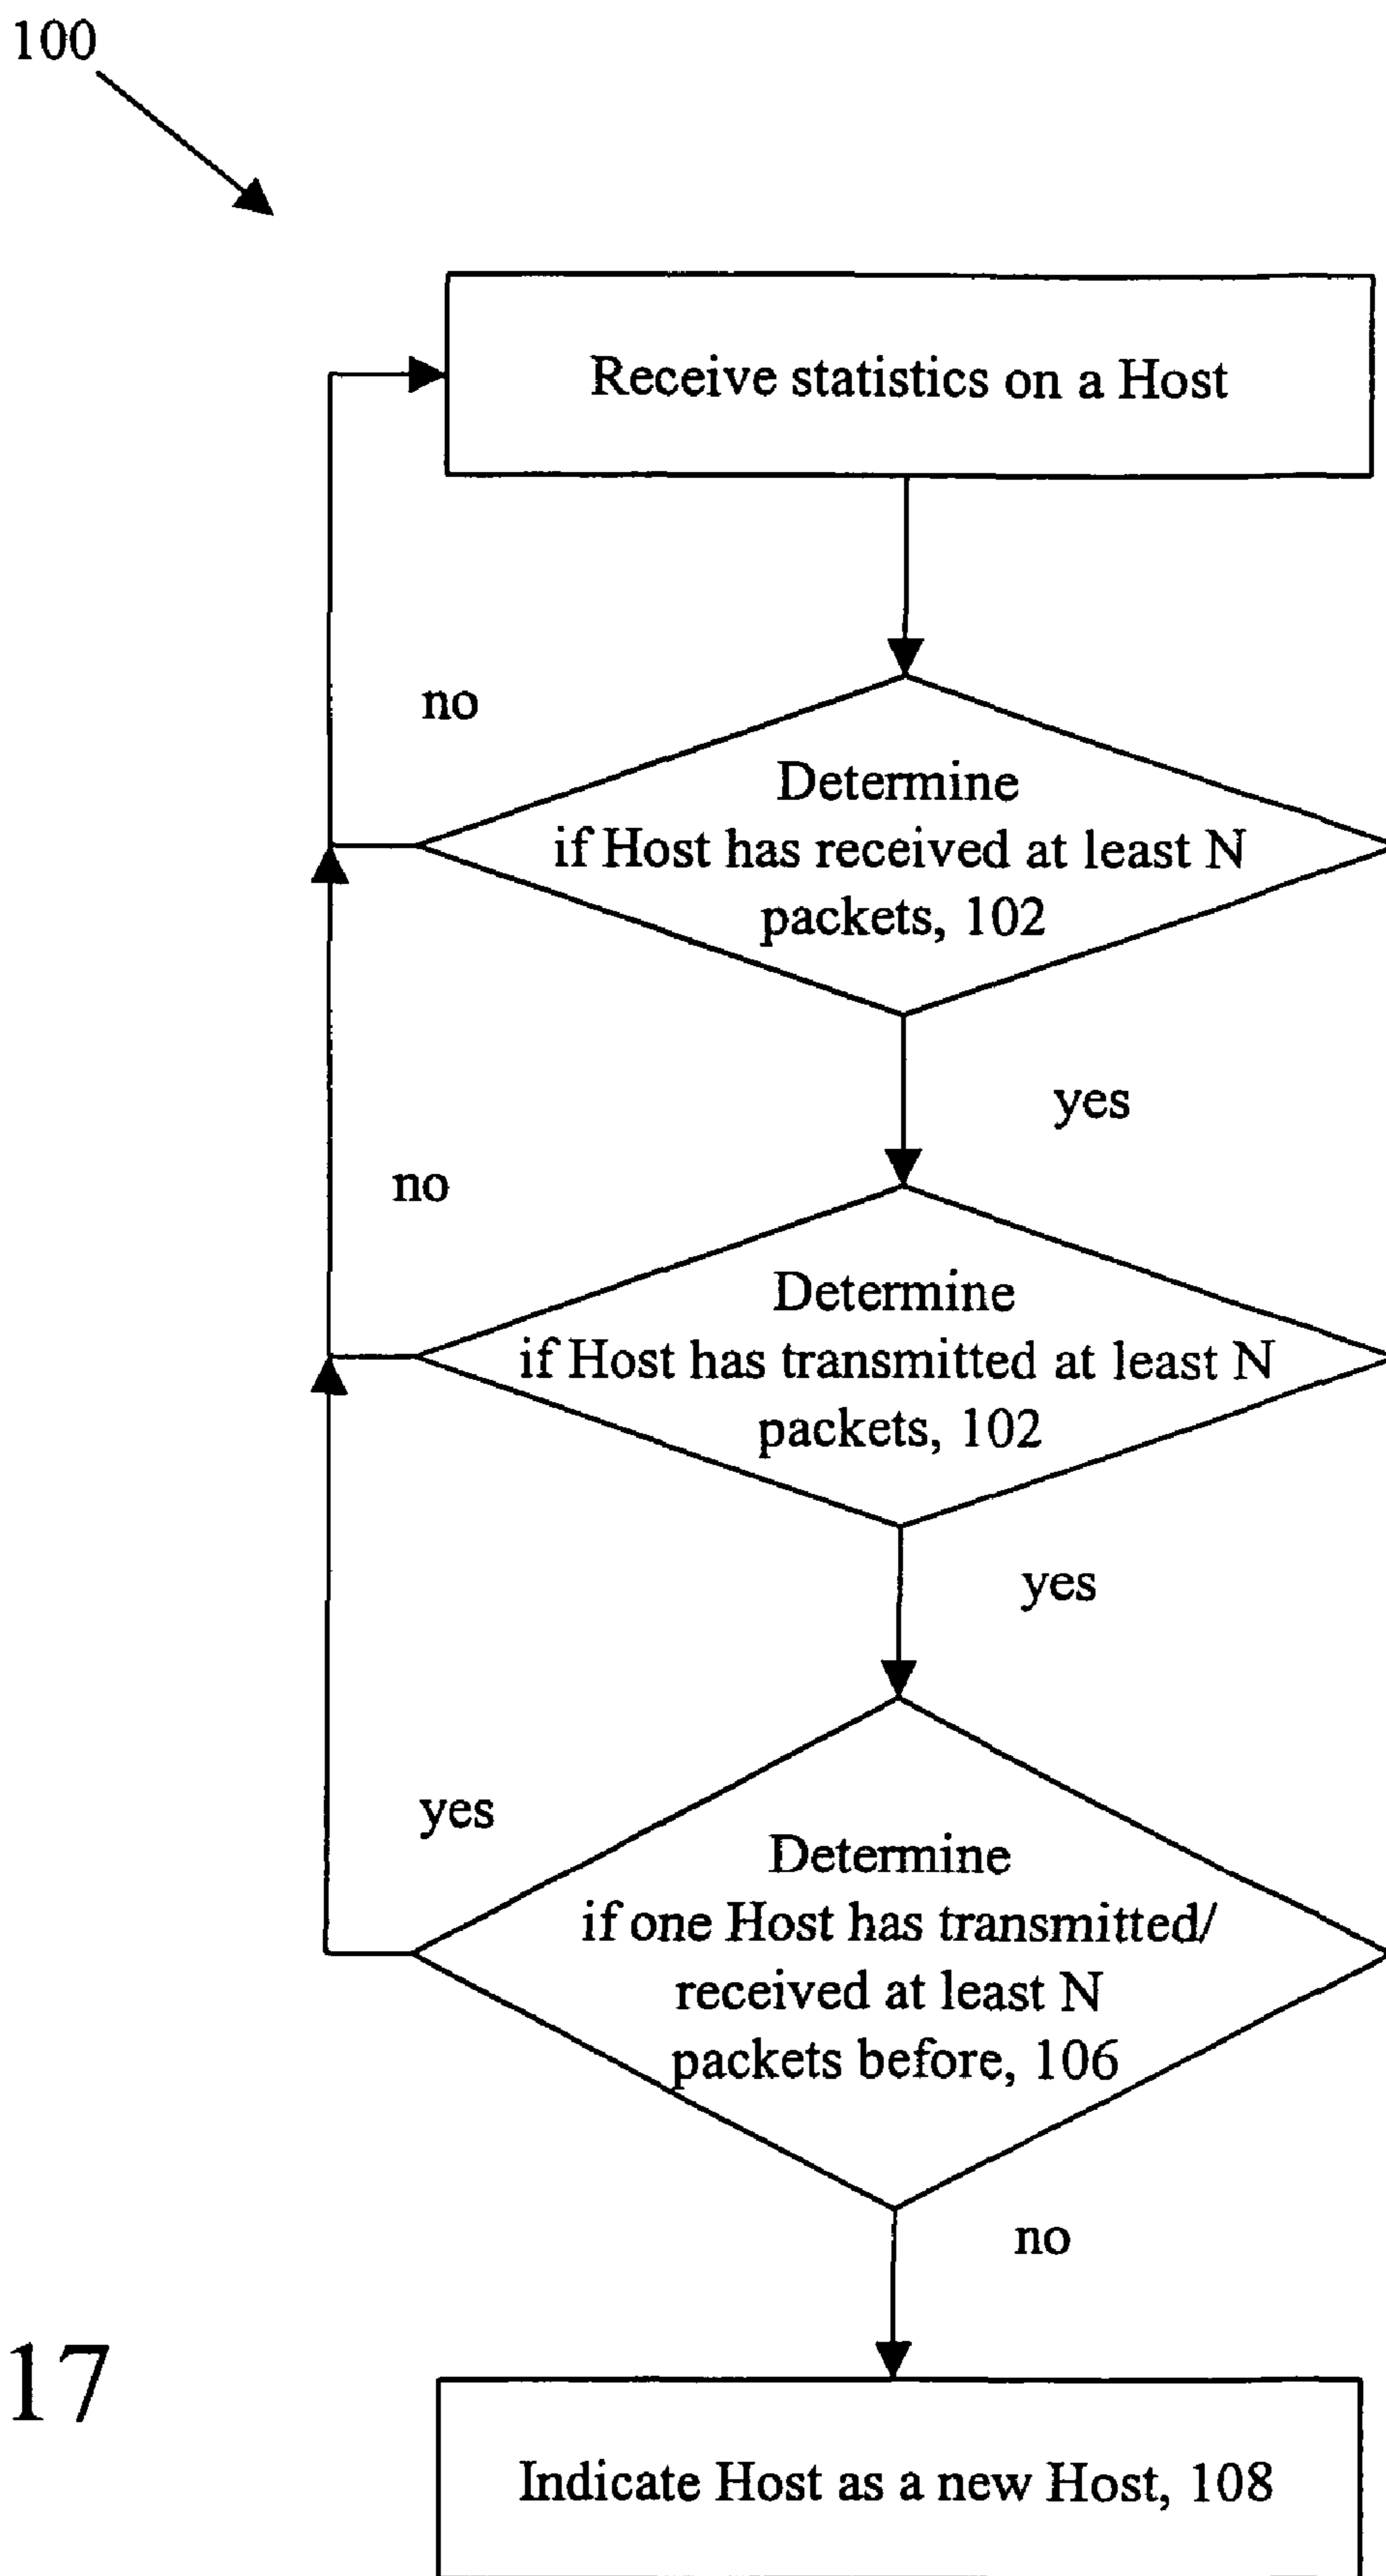 100
Receive statistics on a Host
no
Determine
if Host has received at least N
packets, 102
yes
no
Determine
if Host has transmitted at least N
packets, 102
yes
yes
Determine
if one Host has transmitted/
received at least N
packets before, 106
no
17
Indicate Host as a new Host, 108